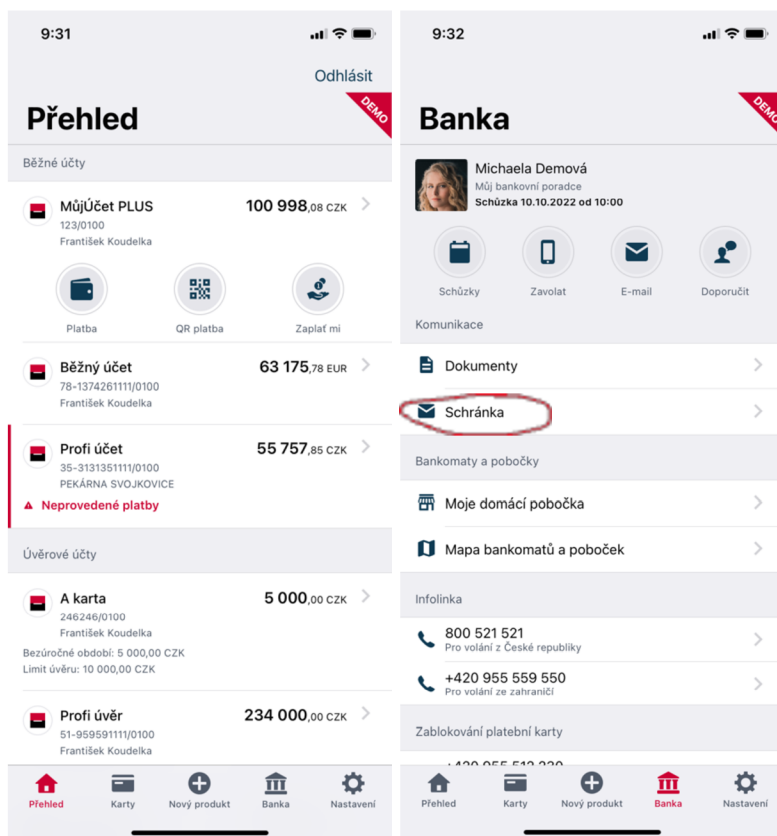 9:31
Odhlásit
DEMO
Přehled
Běžné účty
MůjÚčet PLUS
100 998,08 CZK
123/0100
František Koudelka
Platba
QR platba
Zaplať mi
Běžný účet
63 175,78 EUR
78-1374261111/0100
František Koudelka
Profi účet
55 757,85 CZK
35-3131351111/0100
PEKÁRNA SVOJKOVICE
Neprovedené platby
Úvěrové účty
A karta
5 000,00 CZK
246246/0100
František Koudelka
Bezúročné období: 5 000,00 CZK
Limit úvěru: 10 000,00 CZK
Profi úvěr
234 000,00 CZK
51-959591111/0100
František Koudelka
Přehled
Karty
Nový produkt
Banka
Nastavení
9:32
DEMO
Banka
Michaela Demová
Můj bankovní poradce
Schůzka 10.10.2022 od 10:00
Schůzky
Zavolat
E-mail
Doporučit
Komunikace
Dokumenty
Schránka
Bankomaty a pobočky
Moje domácí pobočka
Mapa bankomatů a poboček
Infolinka
800 521 521
Pro volání z České republiky
+420 955 559 550
Pro volání ze zahraničí
Zablokování platební karty
Přehled
Karty
Nový produkt
Banka
Nastavení